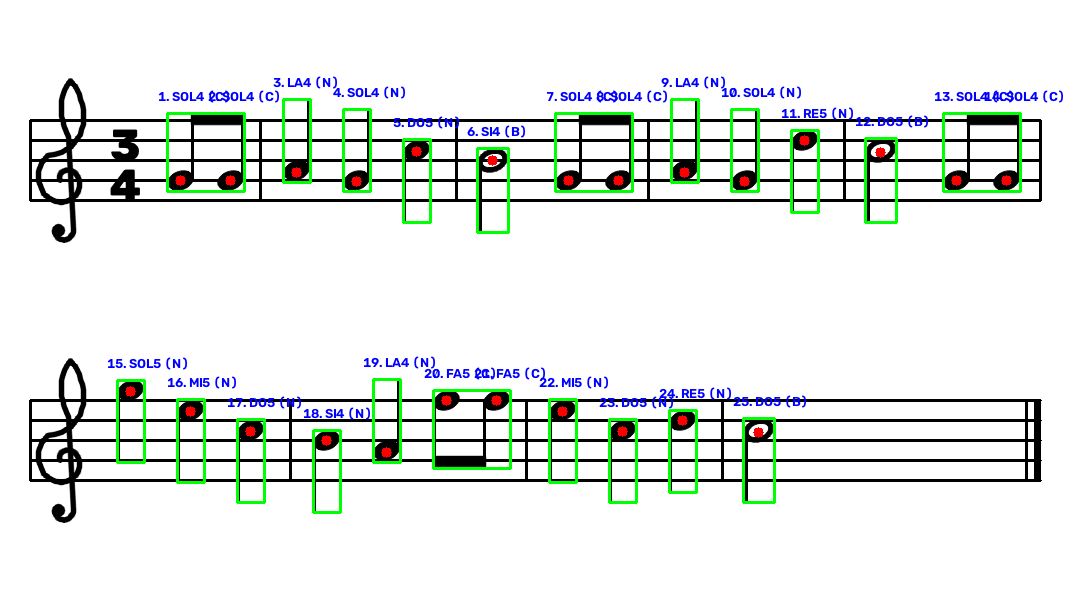 1. SOL4 (C) 2. SOL4 (C) 3. LA4 (N) 4. SOL4 (N) 5. DO5 (N) 6. SI4 (B) 7. SOL4 (C) 8. SOL4 (C) 9. LA4 (N) 10. SOL4 (N) 11. RE5 (N) 12. DO5 (B) 13. SOL4 (C) 14. SOL4 (C)
3
4
15. SOL5 (N) 16. MI5 (N) 17. DO5 (N) 18. SI4 (N) 19. LA4 (N) 20. FA5 (C) 21. FA5 (C) 22. MI5 (N) 23. DO5 (N) 24. RE5 (N) 25. DO5 (B)